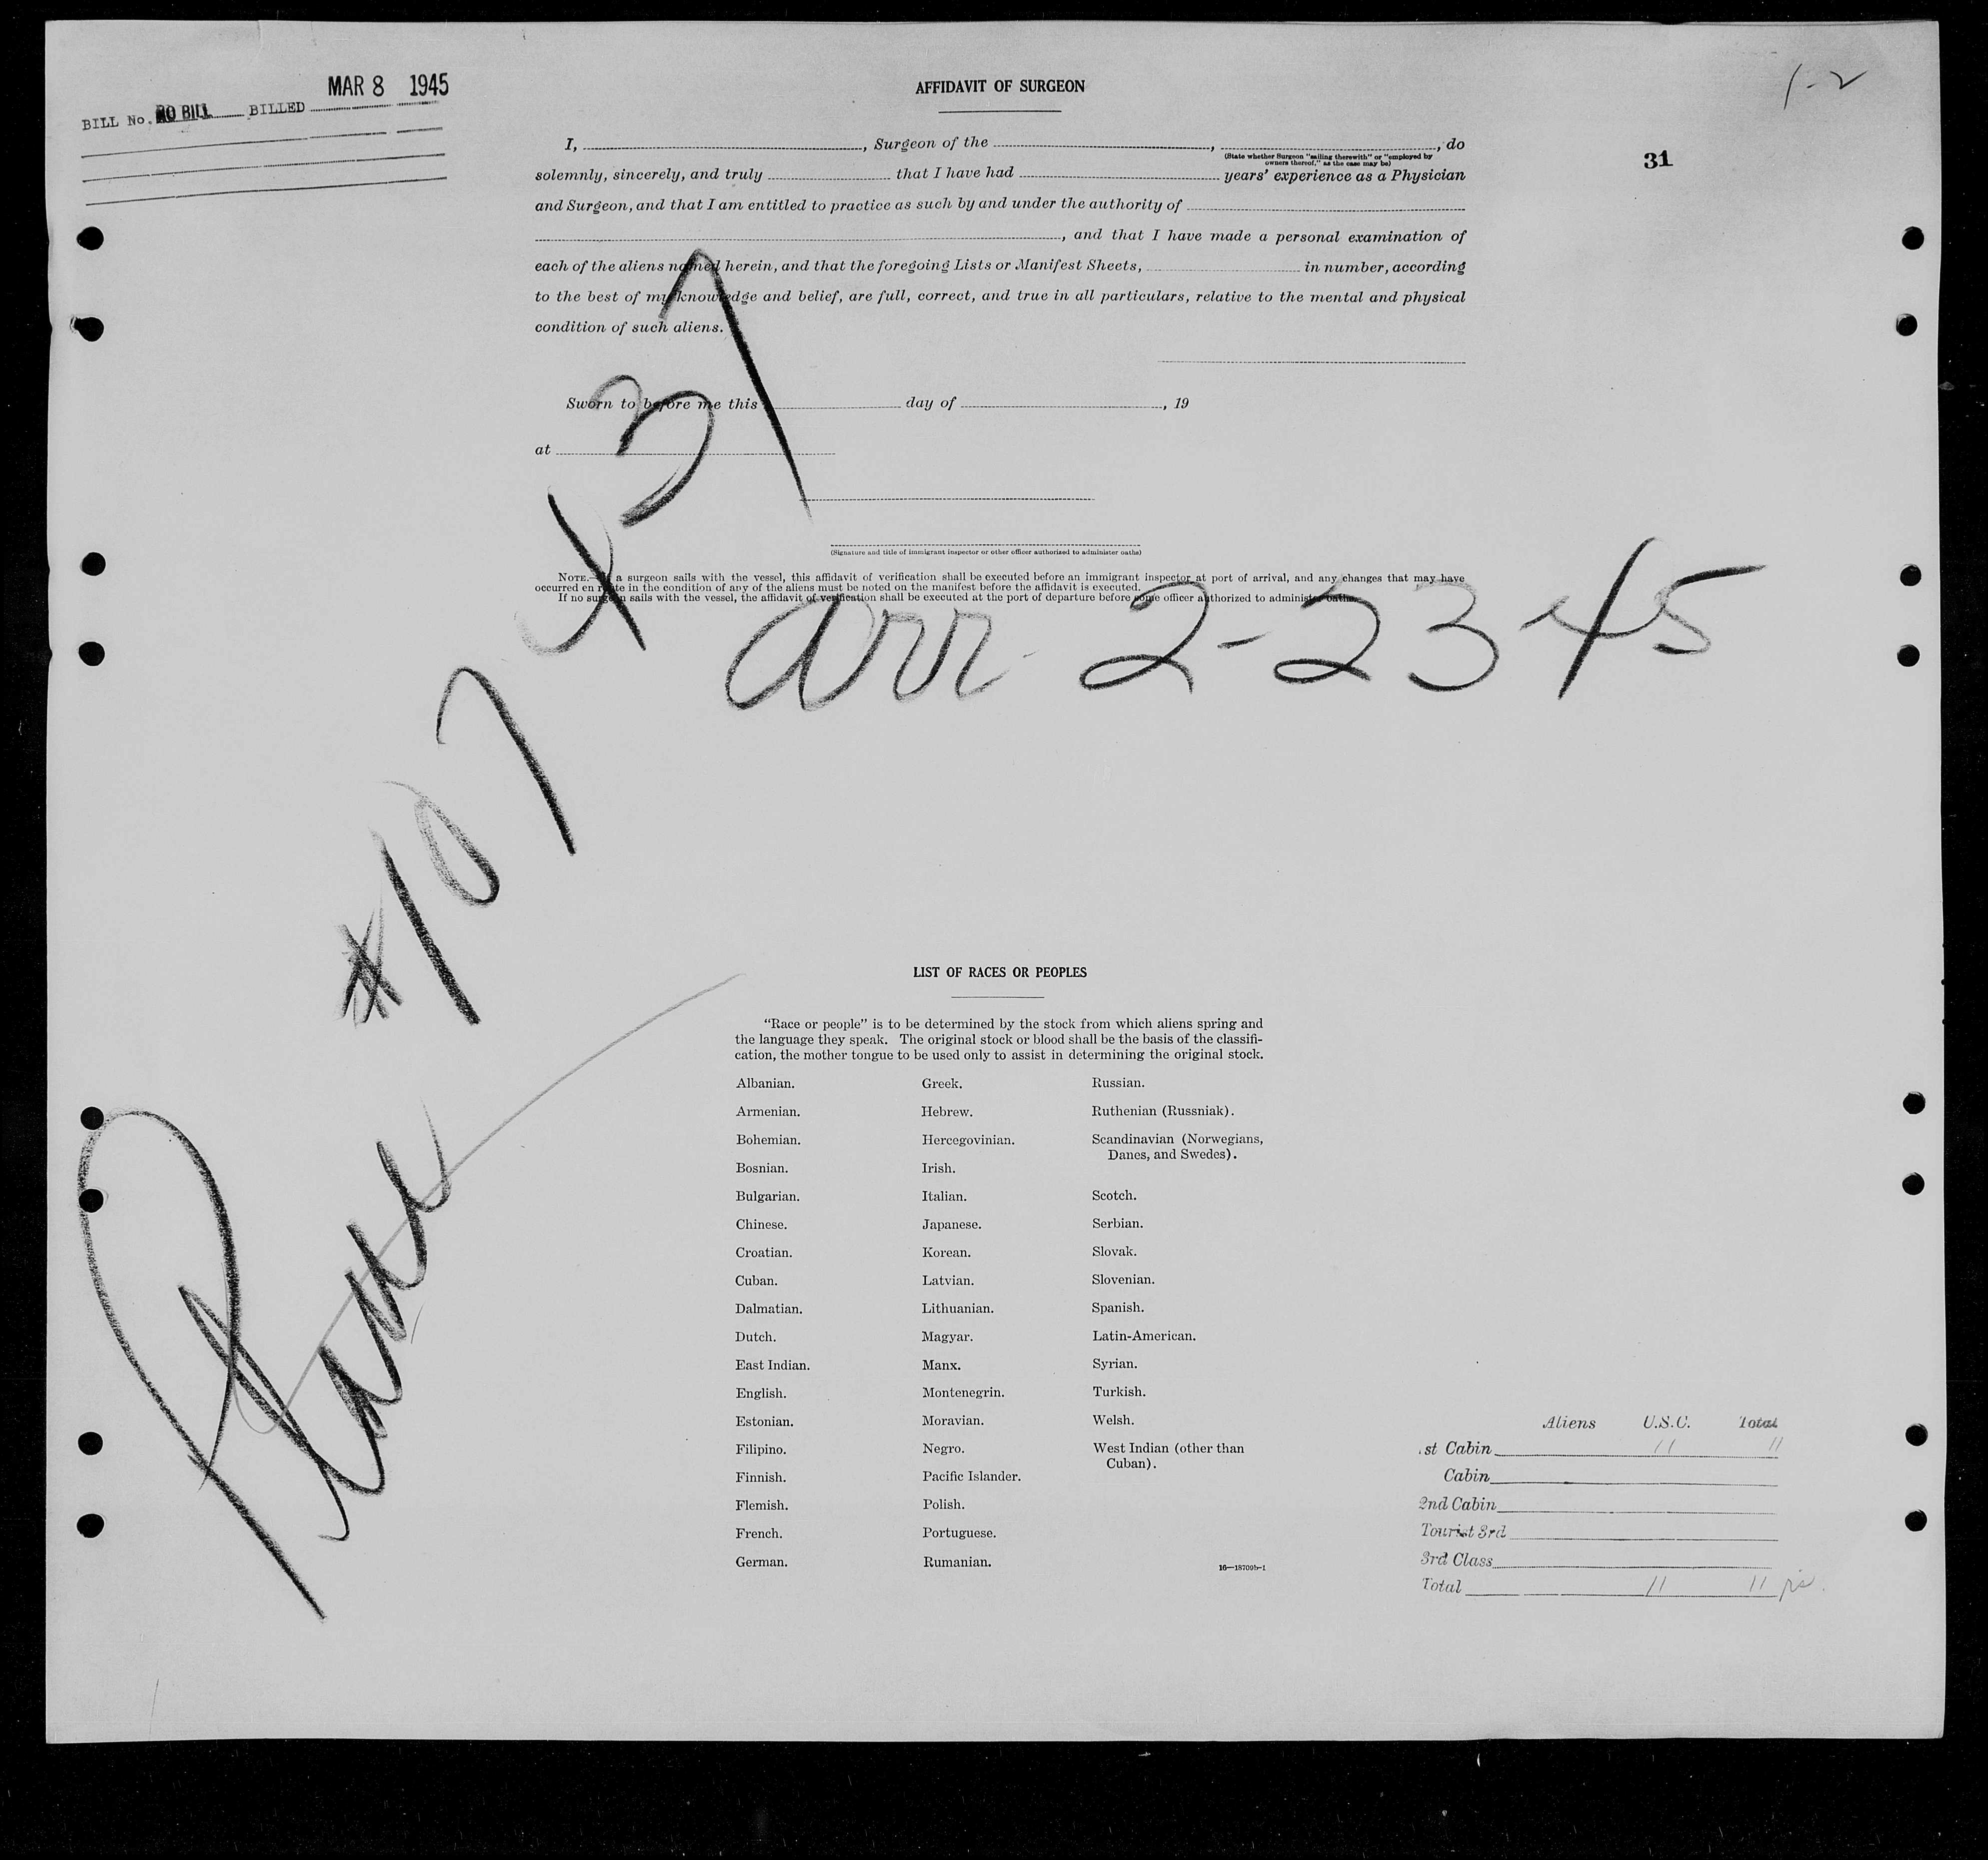 MAR 8 1945
BILL No. NO BILL BILLED
1-2
31
AFFIDAVIT OF SURGEON
I, , Surgeon of the , , do
(State whether Surgeon "sailing therewith" or "employed by
owners thereof," as the case may be)
solemnly, sincerely, and truly that I have had years' experience as a Physician
and Surgeon, and that I am entitled to practice as such by and under the authority of
, and that I have made a personal examination of
each of the aliens named herein, and that the foregoing Lists or Manifest Sheets, in number, according
to the best of my knowledge and belief, are full, correct, and true in all particulars, relative to the mental and physical
condition of such aliens.
Sworn to before me this day of , 19
at
(Signature and title of immigrant inspector or other officer authorized to administer oaths)
NOTE.—If a surgeon sails with the vessel, this affidavit of verification shall be executed before an immigrant inspector at port of arrival, and any changes that may have
occurred en route in the condition of any of the aliens must be noted on the manifest before the affidavit is executed.
If no surgeon sails with the vessel, the affidavit of verification shall be executed at the port of departure before some officer authorized to administer oaths.
arr 2-23 45
Plane #107437
LIST OF RACES OR PEOPLES
"Race or people" is to be determined by the stock from which aliens spring and
the language they speak. The original stock or blood shall be the basis of the classifi-
cation, the mother tongue to be used only to assist in determining the original stock.
Albanian.
Armenian.
Bohemian.
Bosnian.
Bulgarian.
Chinese.
Croatian.
Cuban.
Dalmatian.
Dutch.
East Indian.
English.
Estonian.
Filipino.
Finnish.
Flemish.
French.
German.
Greek.
Hebrew.
Hercegovinian.
Irish.
Italian.
Japanese.
Korean.
Latvian.
Lithuanian.
Magyar.
Manx.
Montenegrin.
Moravian.
Negro.
Pacific Islander.
Polish.
Portuguese.
Rumanian.
Russian.
Ruthenian (Russniak).
Scandinavian (Norwegians,
Danes, and Swedes).
Scotch.
Serbian.
Slovak.
Slovenian.
Spanish.
Latin-American.
Syrian.
Turkish.
Welsh.
West Indian (other than
Cuban).
16—18709b-1
Aliens U.S.C. Total
1st Cabin 11 11
Cabin
2nd Cabin
Tourist 3rd
3rd Class
Total 11 11